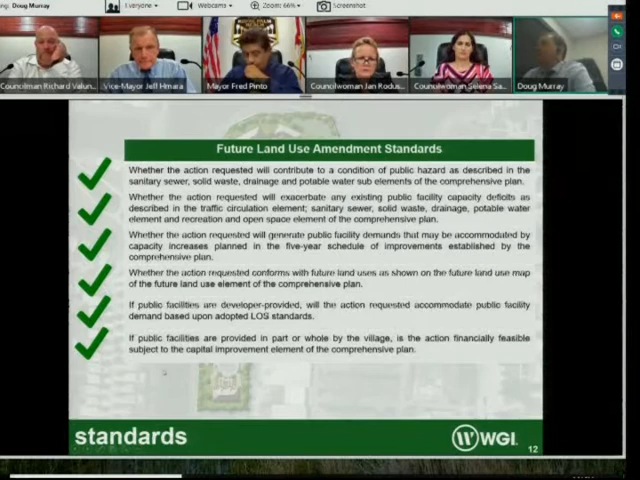 Doug Murray
Everyone
Webcams
Zoom: 66%
Screenshot
Councilman Richard Valun...
Vice-Mayor Jeff Hmara
Mayor Fred Pinto
Councilwoman Jan Rodus...
Councilwoman Selena Sa...
Doug Murray
Future Land Use Amendment Standards
Whether the action requested will contribute to a condition of public hazard as described in the
sanitary sewer, solid waste, drainage and potable water sub elements of the comprehensive plan.
Whether the action requested will exacerbate any existing public facility capacity deficits as
described in the traffic circulation element; sanitary sewer, solid waste, drainage, potable water
element and recreation and open space element of the comprehensive plan.
Whether the action requested will generate public facility demands that may be accommodated by
capacity increases planned in the five-year schedule of improvements established by the
comprehensive plan.
Whether the action requested conforms with future land uses as shown on the future land use map
of the future land use element of the comprehensive plan.
If public facilities are developer-provided, will the action requested accommodate public facility
demand based upon adopted LOS standards.
If public facilities are provided in part or whole by the village, is the action financially feasible
subject to the capital improvement element of the comprehensive plan.
standards
WGI.
12